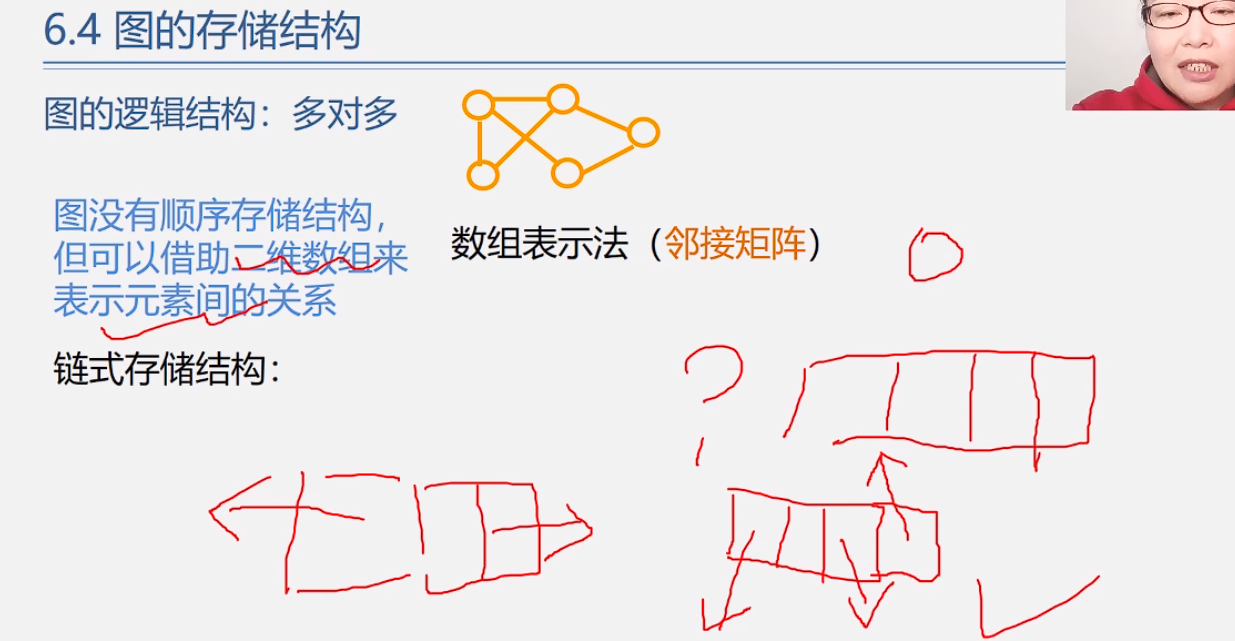 6.4 图的存储结构
图的逻辑结构：多对多
图没有顺序存储结构，
但可以借助二维数组来
表示元素间的关系
数组表示法（邻接矩阵）
链式存储结构：
?